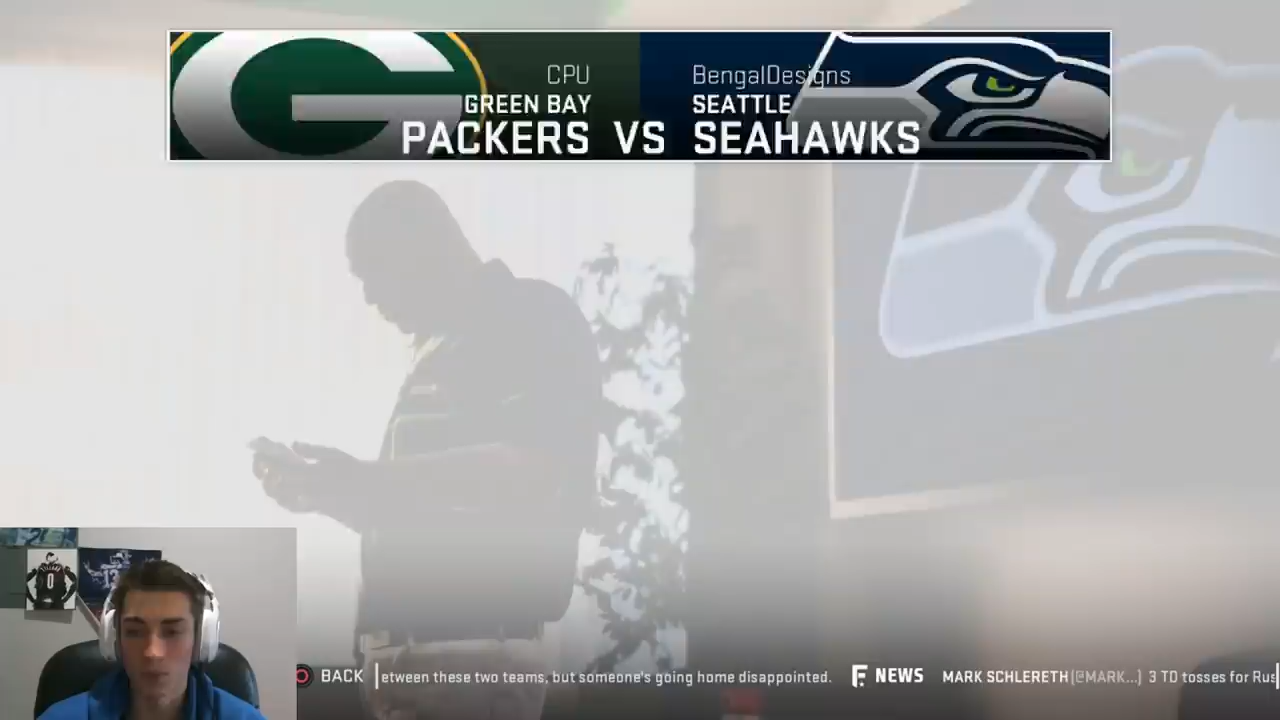 CPU
GREEN BAY
PACKERS VS SEAHAWKS
BengalDesigns
SEATTLE
BACK
etween these two teams, but someone's going home disappointed.
NEWS
MARK SCHLERETH [@MARK...] 3 TD tosses for Rus
0